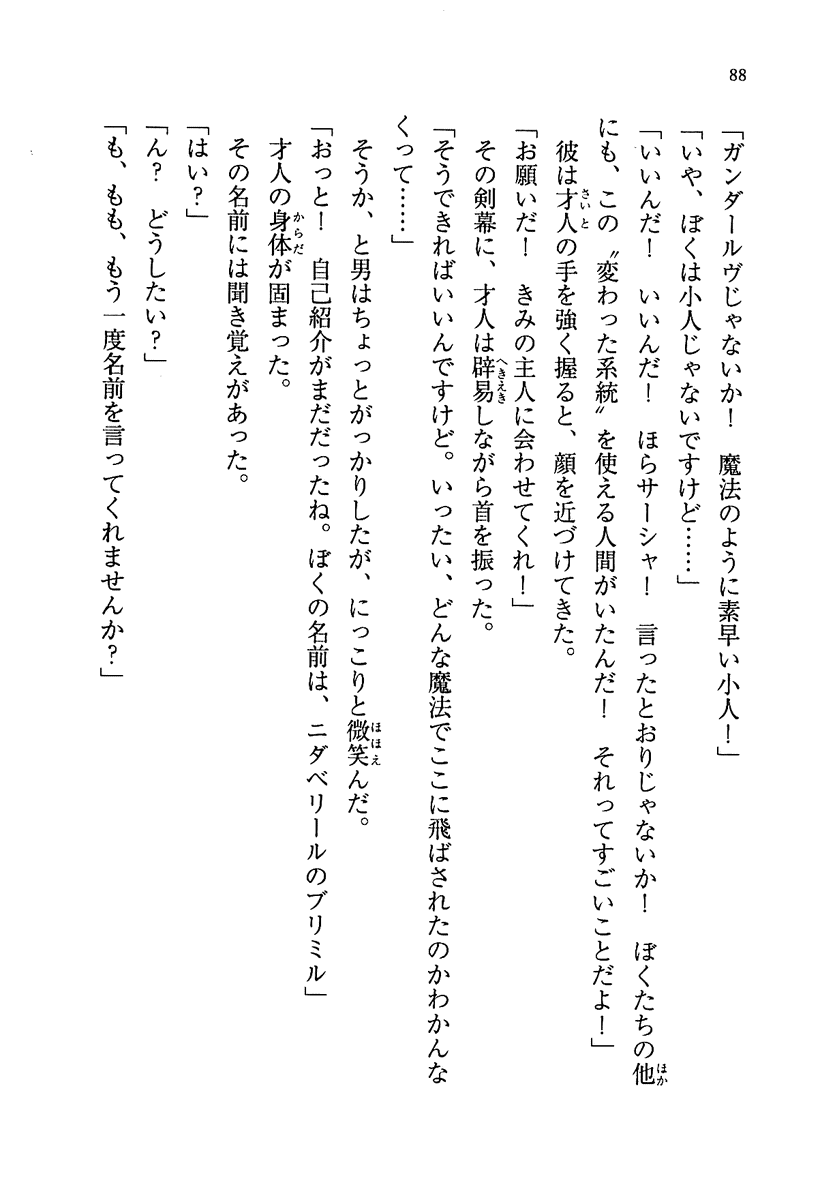 88
「ガンダールヴじゃないか！　魔法のように素早い小人！」
「いや、ぼくは小人じゃないですけど……」
「いいんだ！　いいんだ！　ほらサーシャ！　言ったとおりじゃないか！　ぼくたちの他
にも、この〝変わった系統〟を使える人間がいたんだ！　それってすごいことだよ！」
　彼は才人の手を強く握ると、顔を近づけてきた。
「お願いだ！　きみの主人に会わせてくれ！」
　その剣幕に、才人は辟易しながら首を振った。
「そうできればいいんですけど。いったい、どんな魔法でここに飛ばされたのかわかんな
くって……」
　そうか、と男はちょっとがっかりしたが、にっこりと微笑んだ。
「おっと！　自己紹介がまだだったね。ぼくの名前は、ニダベリールのブリミル」
　才人の身体が固まった。
　その名前には聞き覚えがあった。
「はい？」
「ん？　どうしたい？」
「も、もも、もう一度名前を言ってくれませんか？」